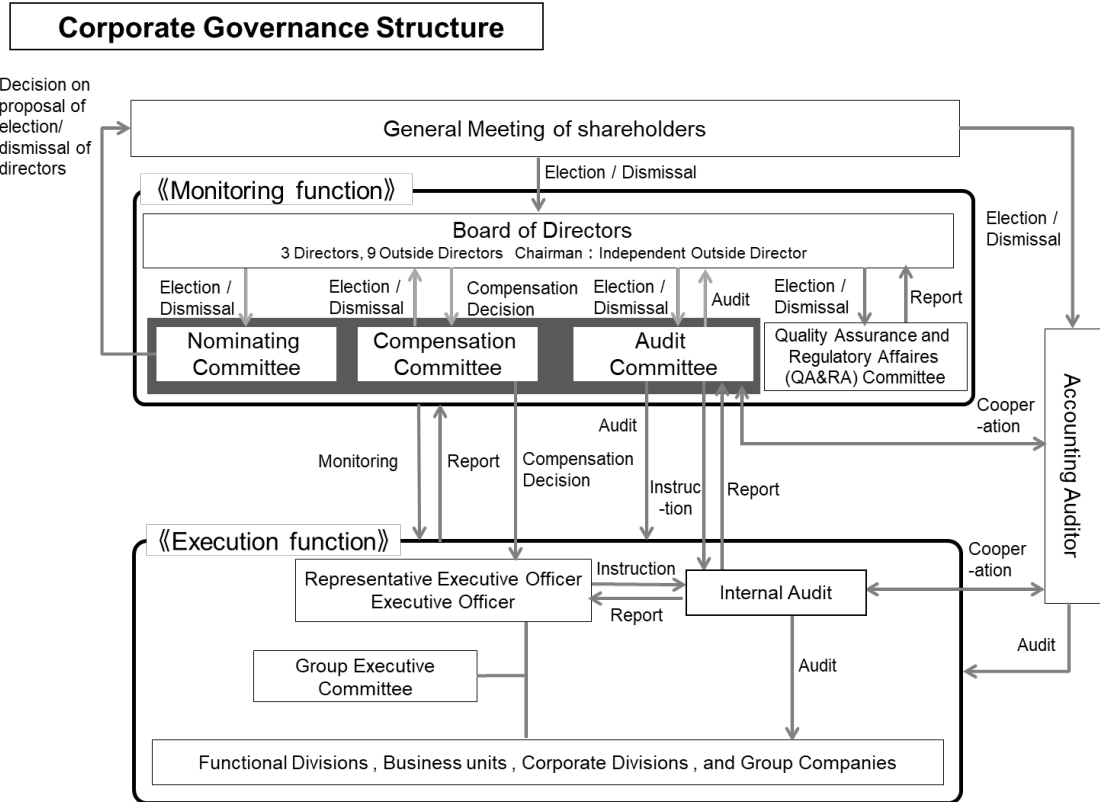 Corporate Governance Structure
Decision on
proposal of
election/
dismissal of
directors
General Meeting of shareholders
Election / Dismissal
《Monitoring function》
Board of Directors
3 Directors, 9 Outside Directors Chairman : Independent Outside Director
Election /
Dismissal
Election /
Dismissal
Election /
Dismissal
Compensation
Decision
Election /
Dismissal
Audit
Election /
Dismissal
Report
Nominating
Committee
Compensation
Committee
Audit
Committee
Quality Assurance and
Regulatory Affaires
(QA&RA) Committee
Accounting Auditor
Cooper
-ation
Monitoring
Report
Compensation
Decision
Audit
Instruc
-tion
Report
《Execution function》
Cooper
-ation
Representative Executive Officer
Executive Officer
Instruction
Report
Internal Audit
Audit
Group Executive
Committee
Audit
Functional Divisions , Business units , Corporate Divisions , and Group Companies